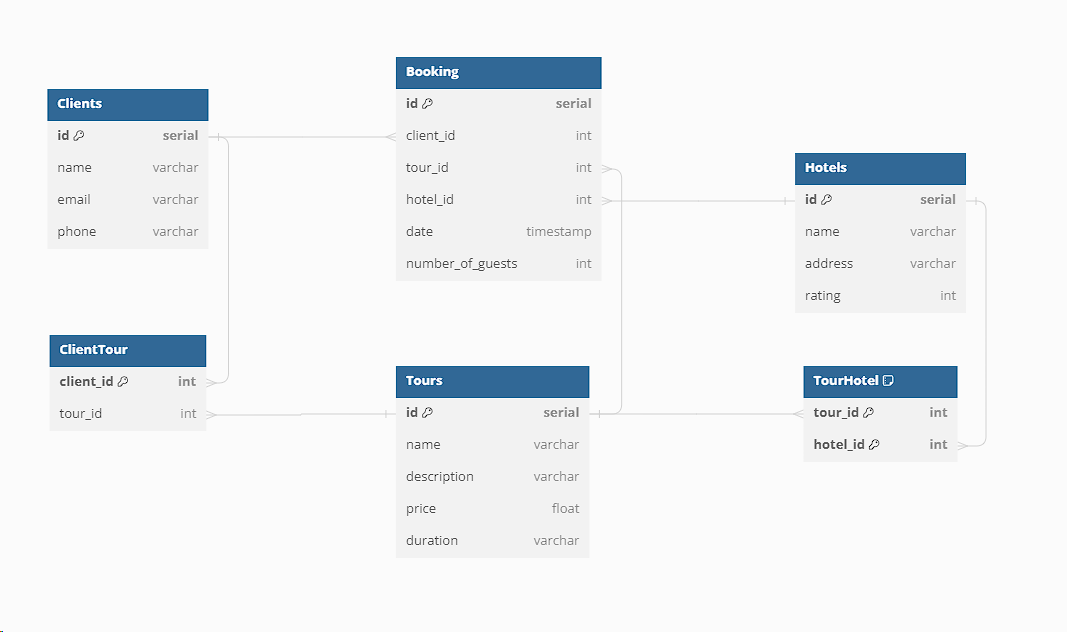 Clients
id serial
name varchar
email varchar
phone varchar
Booking
id serial
client_id int
tour_id int
hotel_id int
date timestamp
number_of_guests int
Hotels
id serial
name varchar
address varchar
rating int
ClientTour
client_id int
tour_id int
Tours
id serial
name varchar
description varchar
price float
duration varchar
TourHotel
tour_id int
hotel_id int